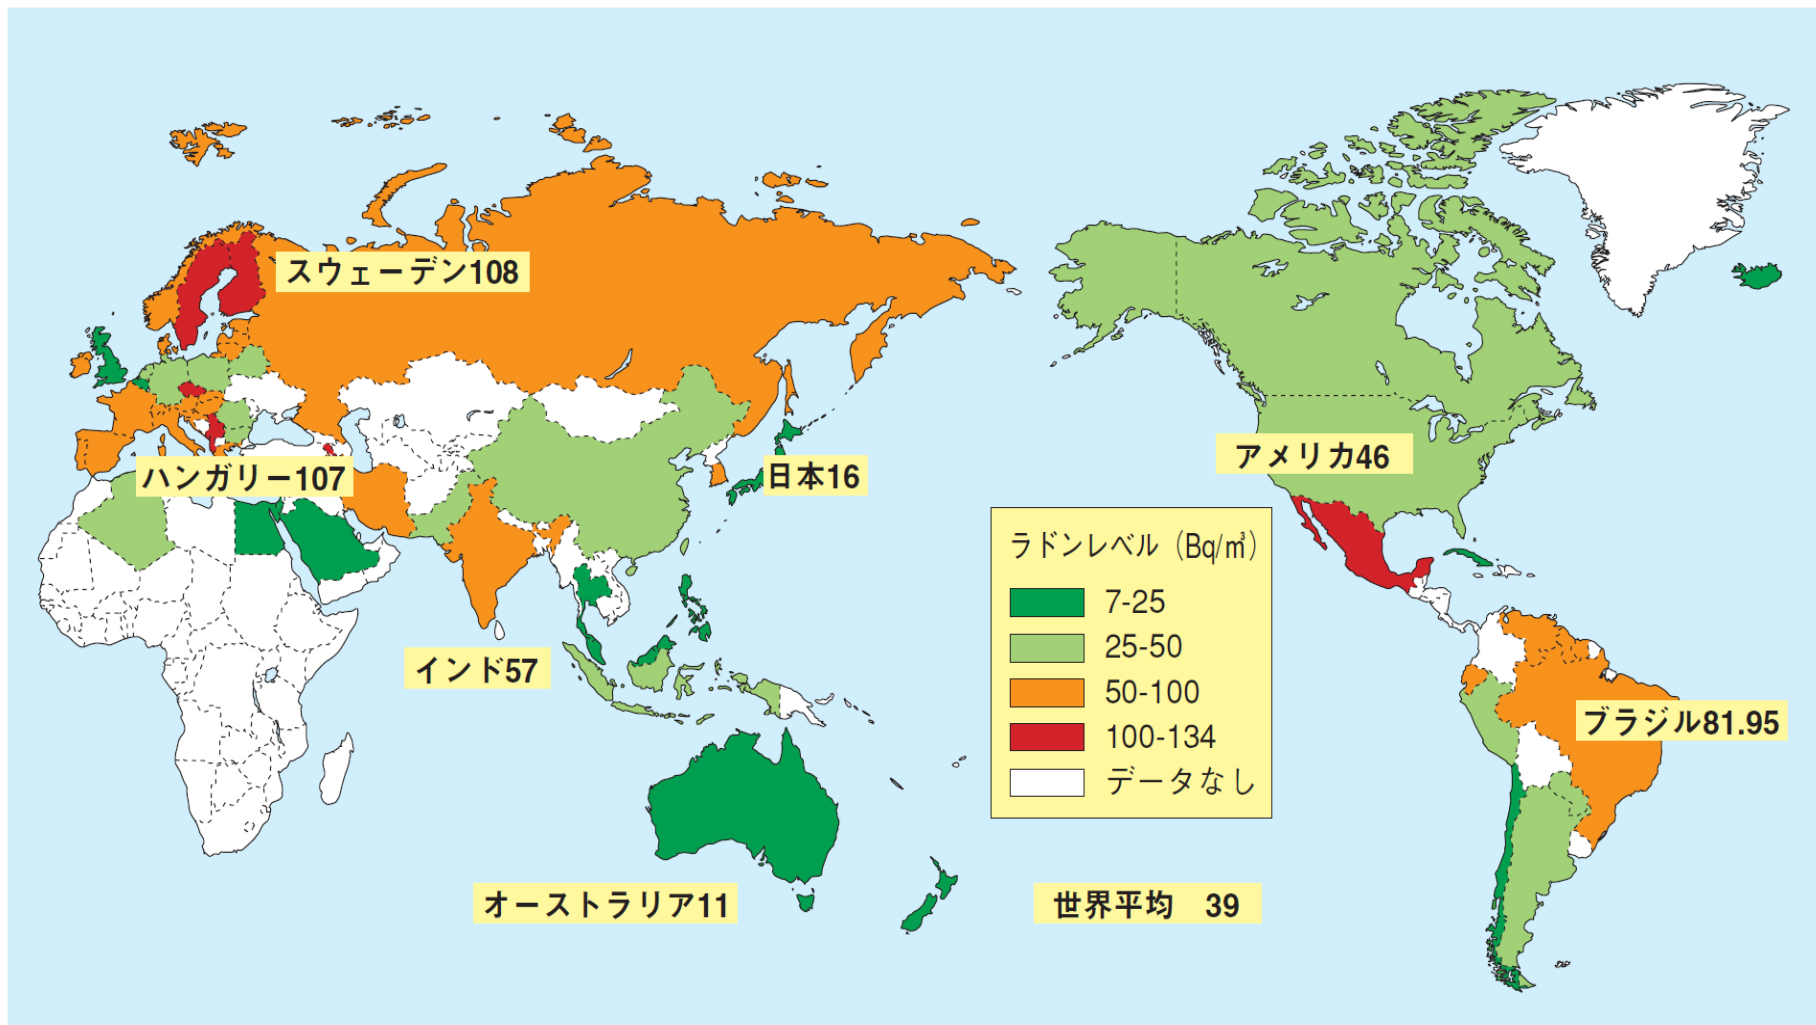 スウェーデン108
ハンガリー107
日本16
アメリカ46
ラドンレベル（Bq/㎥）
7-25
25-50
50-100
100-134
データなし
インド57
ブラジル81.95
オーストラリア11
世界平均　39